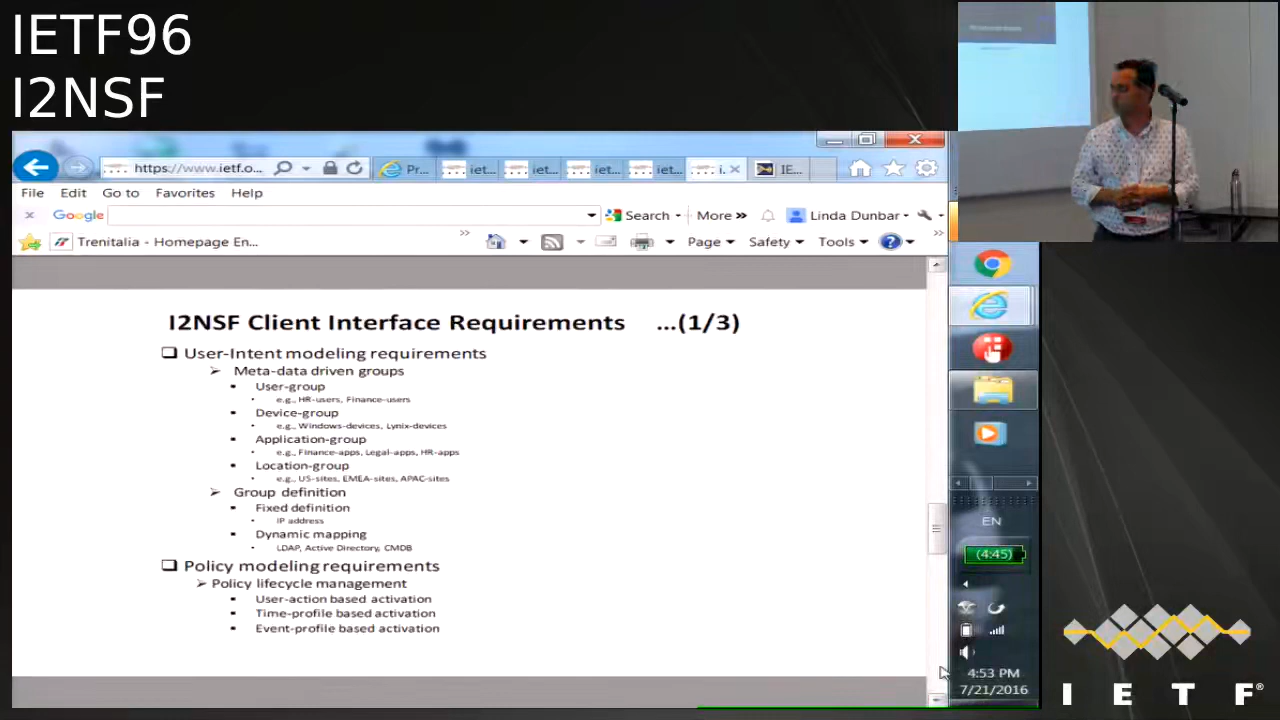 IETF96
I2NSF
https://www.ietf.o...
Pr...
iet...
iet...
iet...
iet...
i...
IE...
File Edit Go to Favorites Help
Google
Search
More »
Linda Dunbar
Trenitalia - Homepage En...
Page
Safety
Tools
I2NSF Client Interface Requirements ...(1/3)
User-Intent modeling requirements
Meta-data driven groups
User-group
e.g., HR-users, Finance-users
Device-group
e.g., Windows-devices, Lynix-devices
Application-group
e.g., Finance-apps, Legal-apps, HR-apps
Location-group
e.g., US-sites, EMEA-sites, APAC-sites
Group definition
Fixed definition
IP address
Dynamic mapping
LDAP, Active Directory, CMDB
Policy modeling requirements
Policy lifecycle management
User-action based activation
Time-profile based activation
Event-profile based activation
EN
(4:45)
4:53 PM
7/21/2016
I E T F®